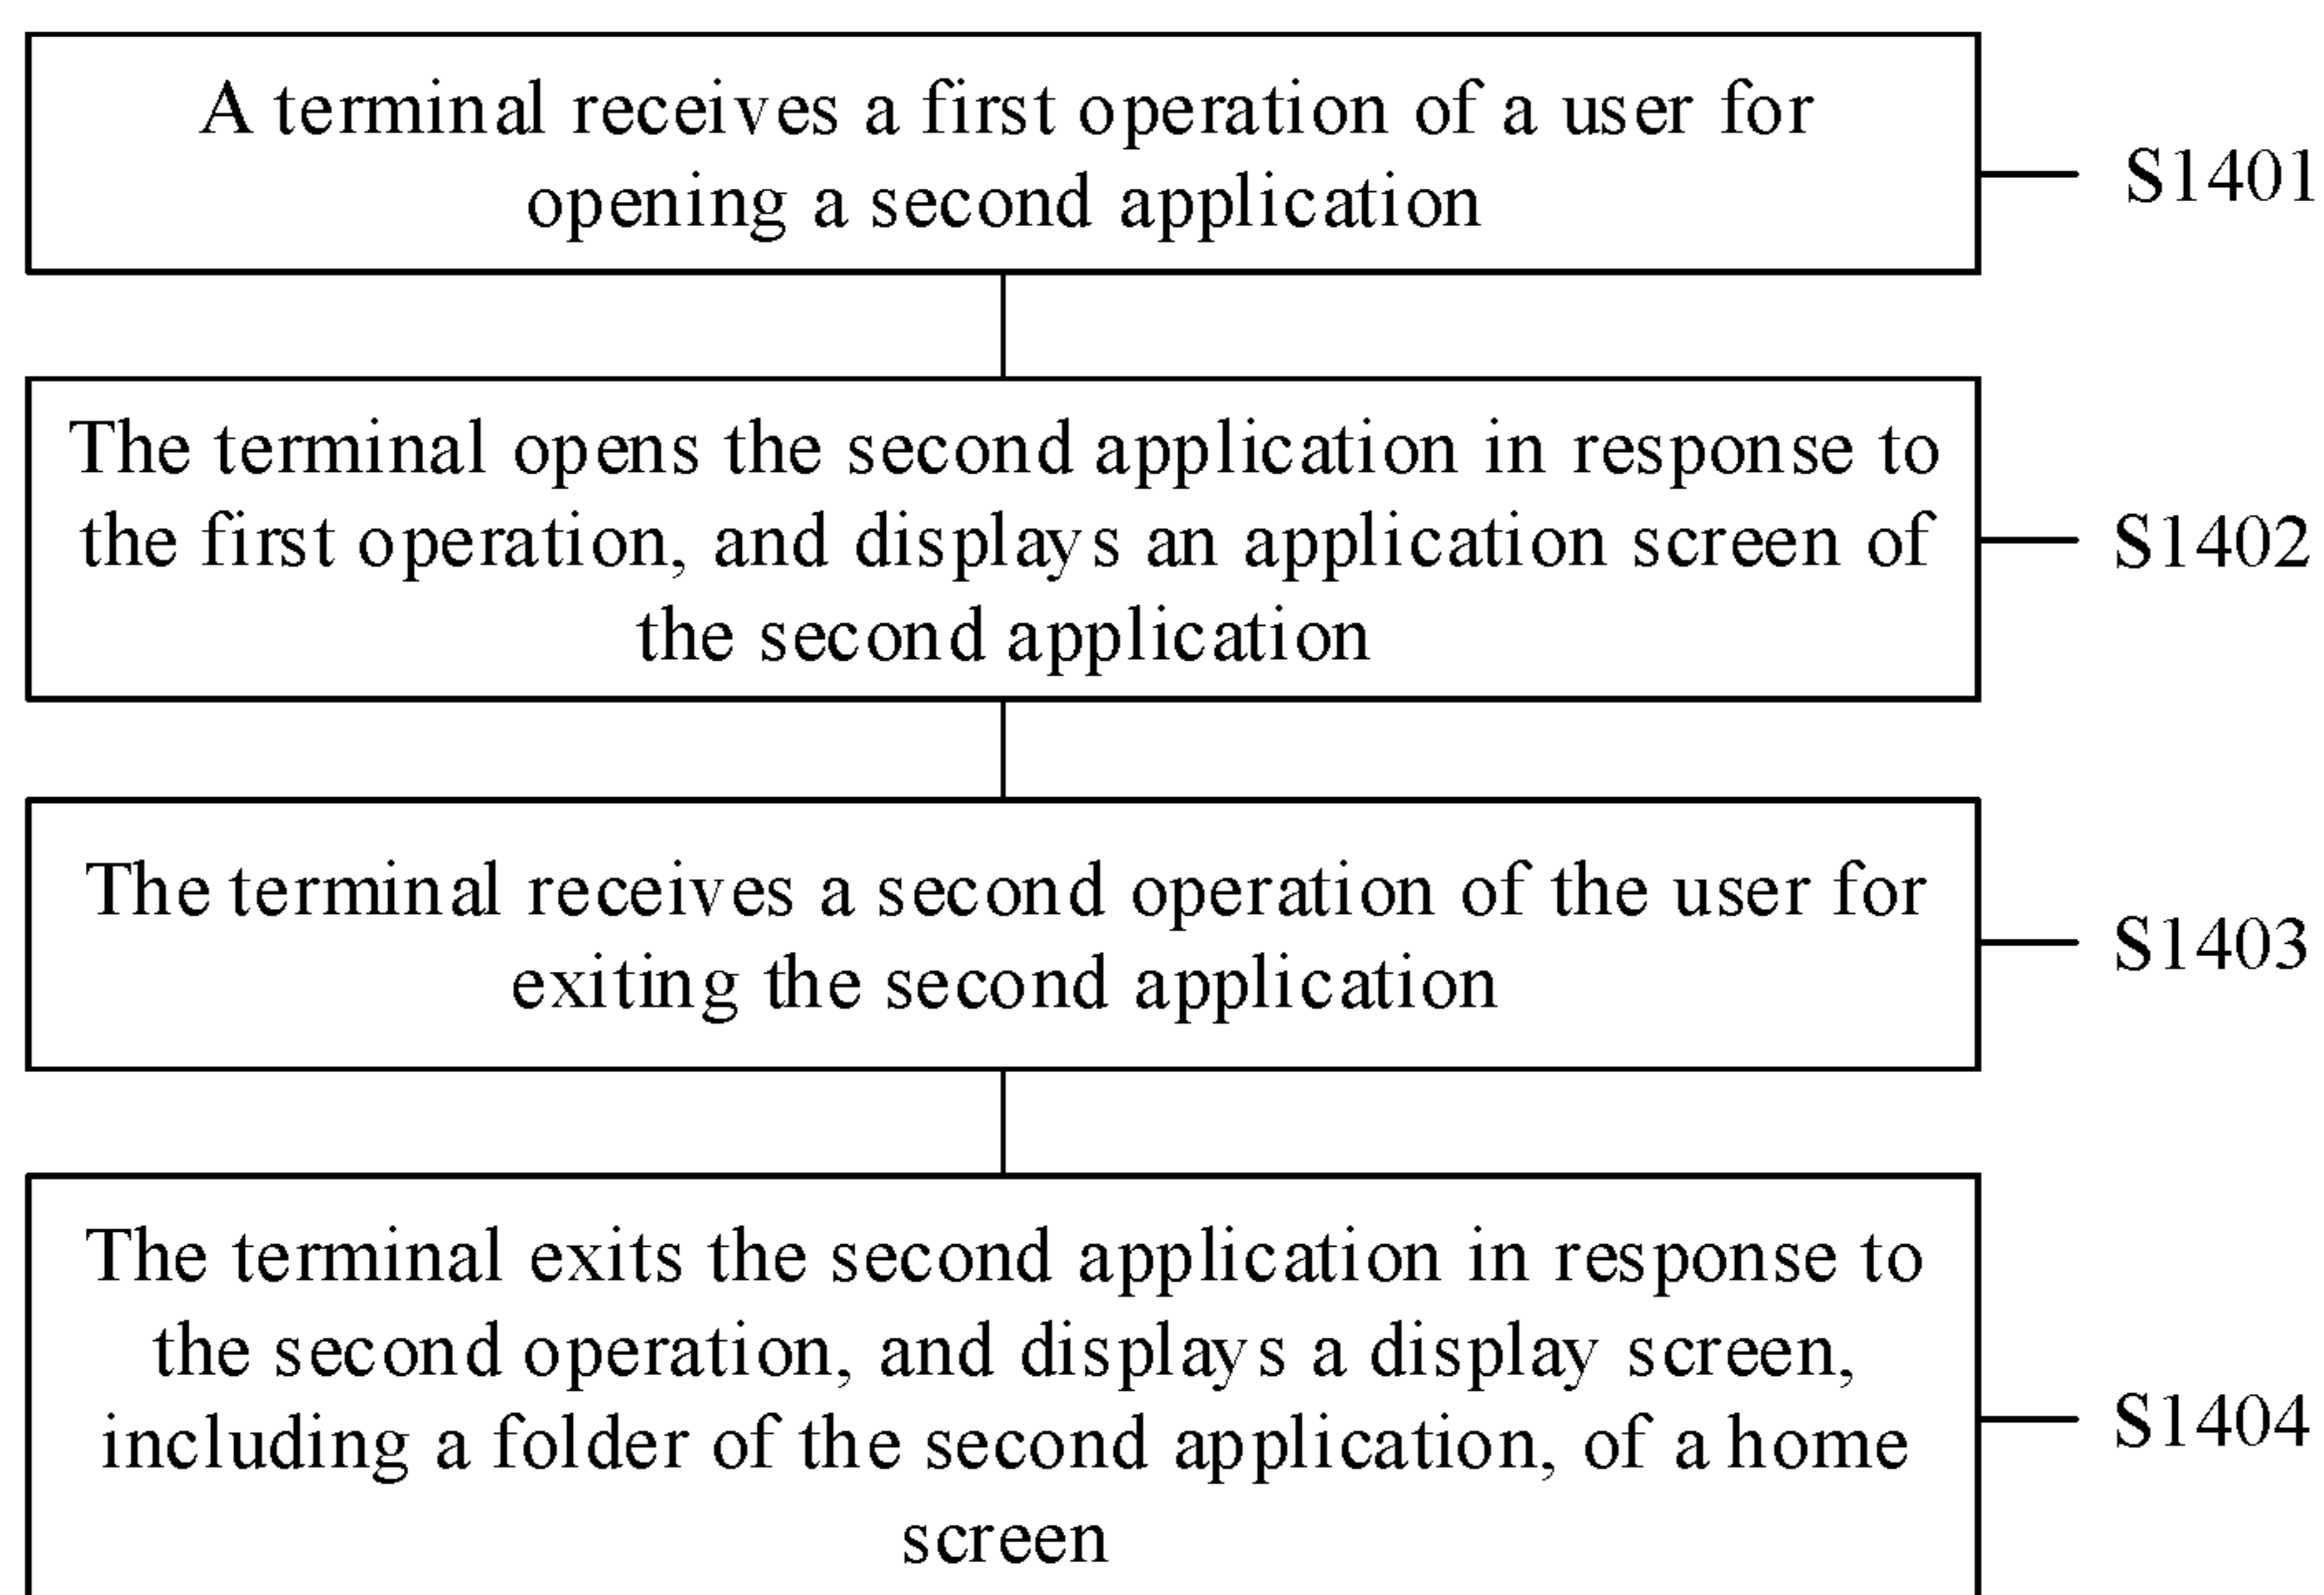 A terminal receives a first operation of a user for
opening a second application
S1401
The terminal opens the second application in response to
the first operation, and displays an application screen of
the second application
S1402
The terminal receives a second operation of the user for
exiting the second application
S1403
The terminal exits the second application in response to
the second operation, and displays a display screen,
including a folder of the second application, of a home
screen
S1404